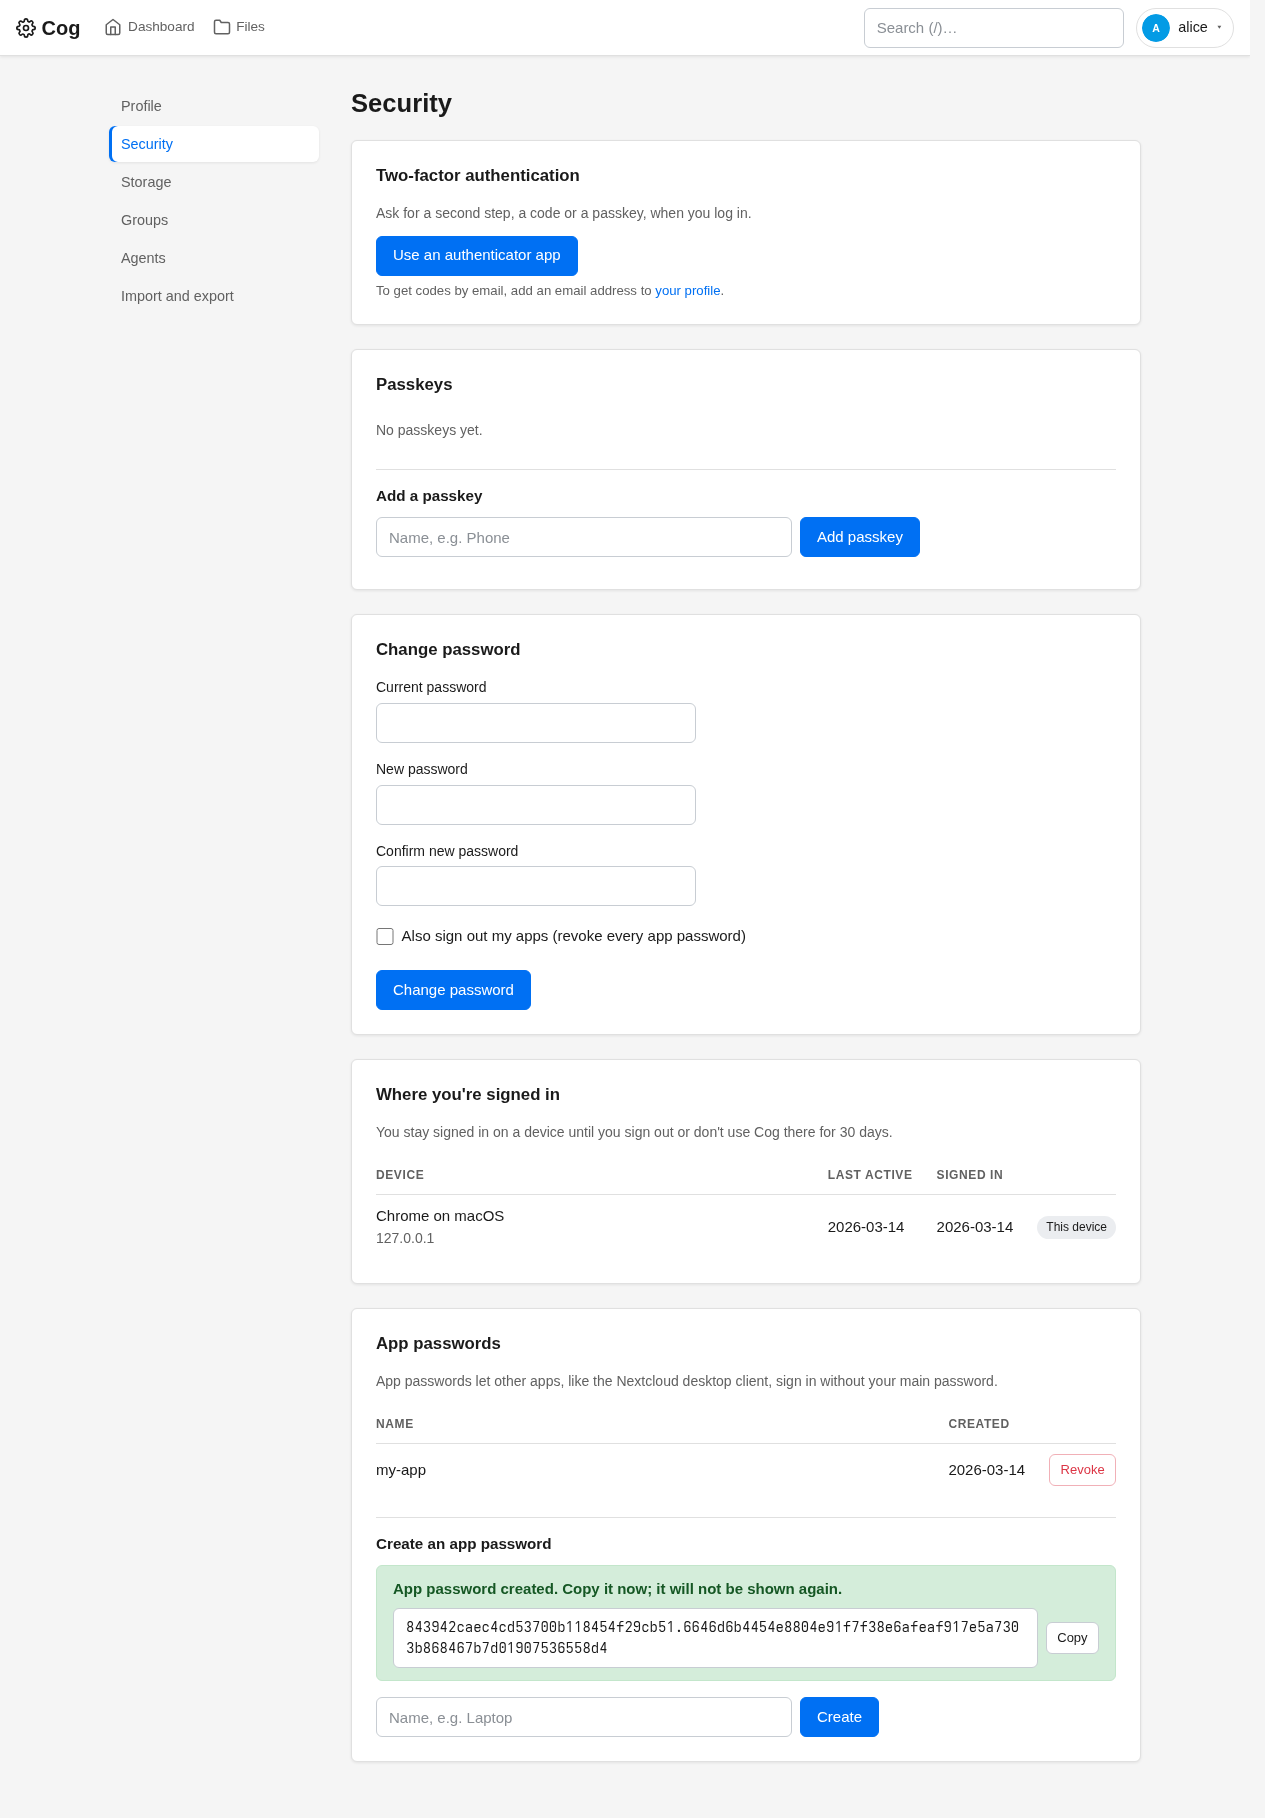 Cog
Dashboard
Files
Search (/)…
A
alice
Profile
Security
Storage
Groups
Agents
Import and export
Security
Two-factor authentication
Ask for a second step, a code or a passkey, when you log in.
Use an authenticator app
To get codes by email, add an email address to your profile.
Passkeys
No passkeys yet.
Add a passkey
Name, e.g. Phone
Add passkey
Change password
Current password
New password
Confirm new password
Also sign out my apps (revoke every app password)
Change password
Where you're signed in
You stay signed in on a device until you sign out or don't use Cog there for 30 days.
DEVICE LAST ACTIVE SIGNED IN
Chrome on macOS
127.0.0.1
2026-03-14 2026-03-14 This device
App passwords
App passwords let other apps, like the Nextcloud desktop client, sign in without your main password.
NAME CREATED
my-app 2026-03-14 Revoke
Create an app password
App password created. Copy it now; it will not be shown again.
843942caec4cd53700b118454f29cb51.6646d6b4454e8804e91f7f38e6afeaf917e5a730
3b868467b7d01907536558d4
Copy
Name, e.g. Laptop
Create